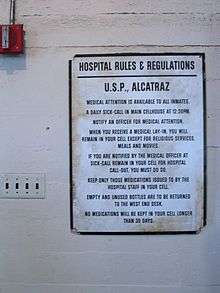 HOSPITAL RULES & REGULATIONS
U.S.P., ALCATRAZ
MEDICAL ATTENTION IS AVAILABLE TO ALL INMATES.
A DAILY SICK-CALL IN MAIN CELLHOUSE AT 12:30PM.
NOTIFY AN OFFICER FOR MEDICAL ATTENTION.
WHEN YOU RECEIVE A MEDICAL LAY-IN, YOU WILL
REMAIN IN YOUR CELL EXCEPT FOR RELIGIOUS SERVICES,
MEALS AND MOVIES.
IF YOU ARE NOTIFIED BY THE MEDICAL OFFICER AT
SICK-CALL REMAIN IN YOUR CELL FOR HOSPITAL
CALL-OUT, YOU MUST DO SO.
KEEP ONLY THOSE MEDICATIONS ISSUED TO BY THE
HOSPITAL STAFF IN YOUR CELL.
EMPTY AND UNUSED BOTTLES ARE TO BE RETURNED
TO THE WEST END DESK.
NO MEDICATIONS WILL BE KEPT IN YOUR CELL LONGER
THAN 30 DAYS.